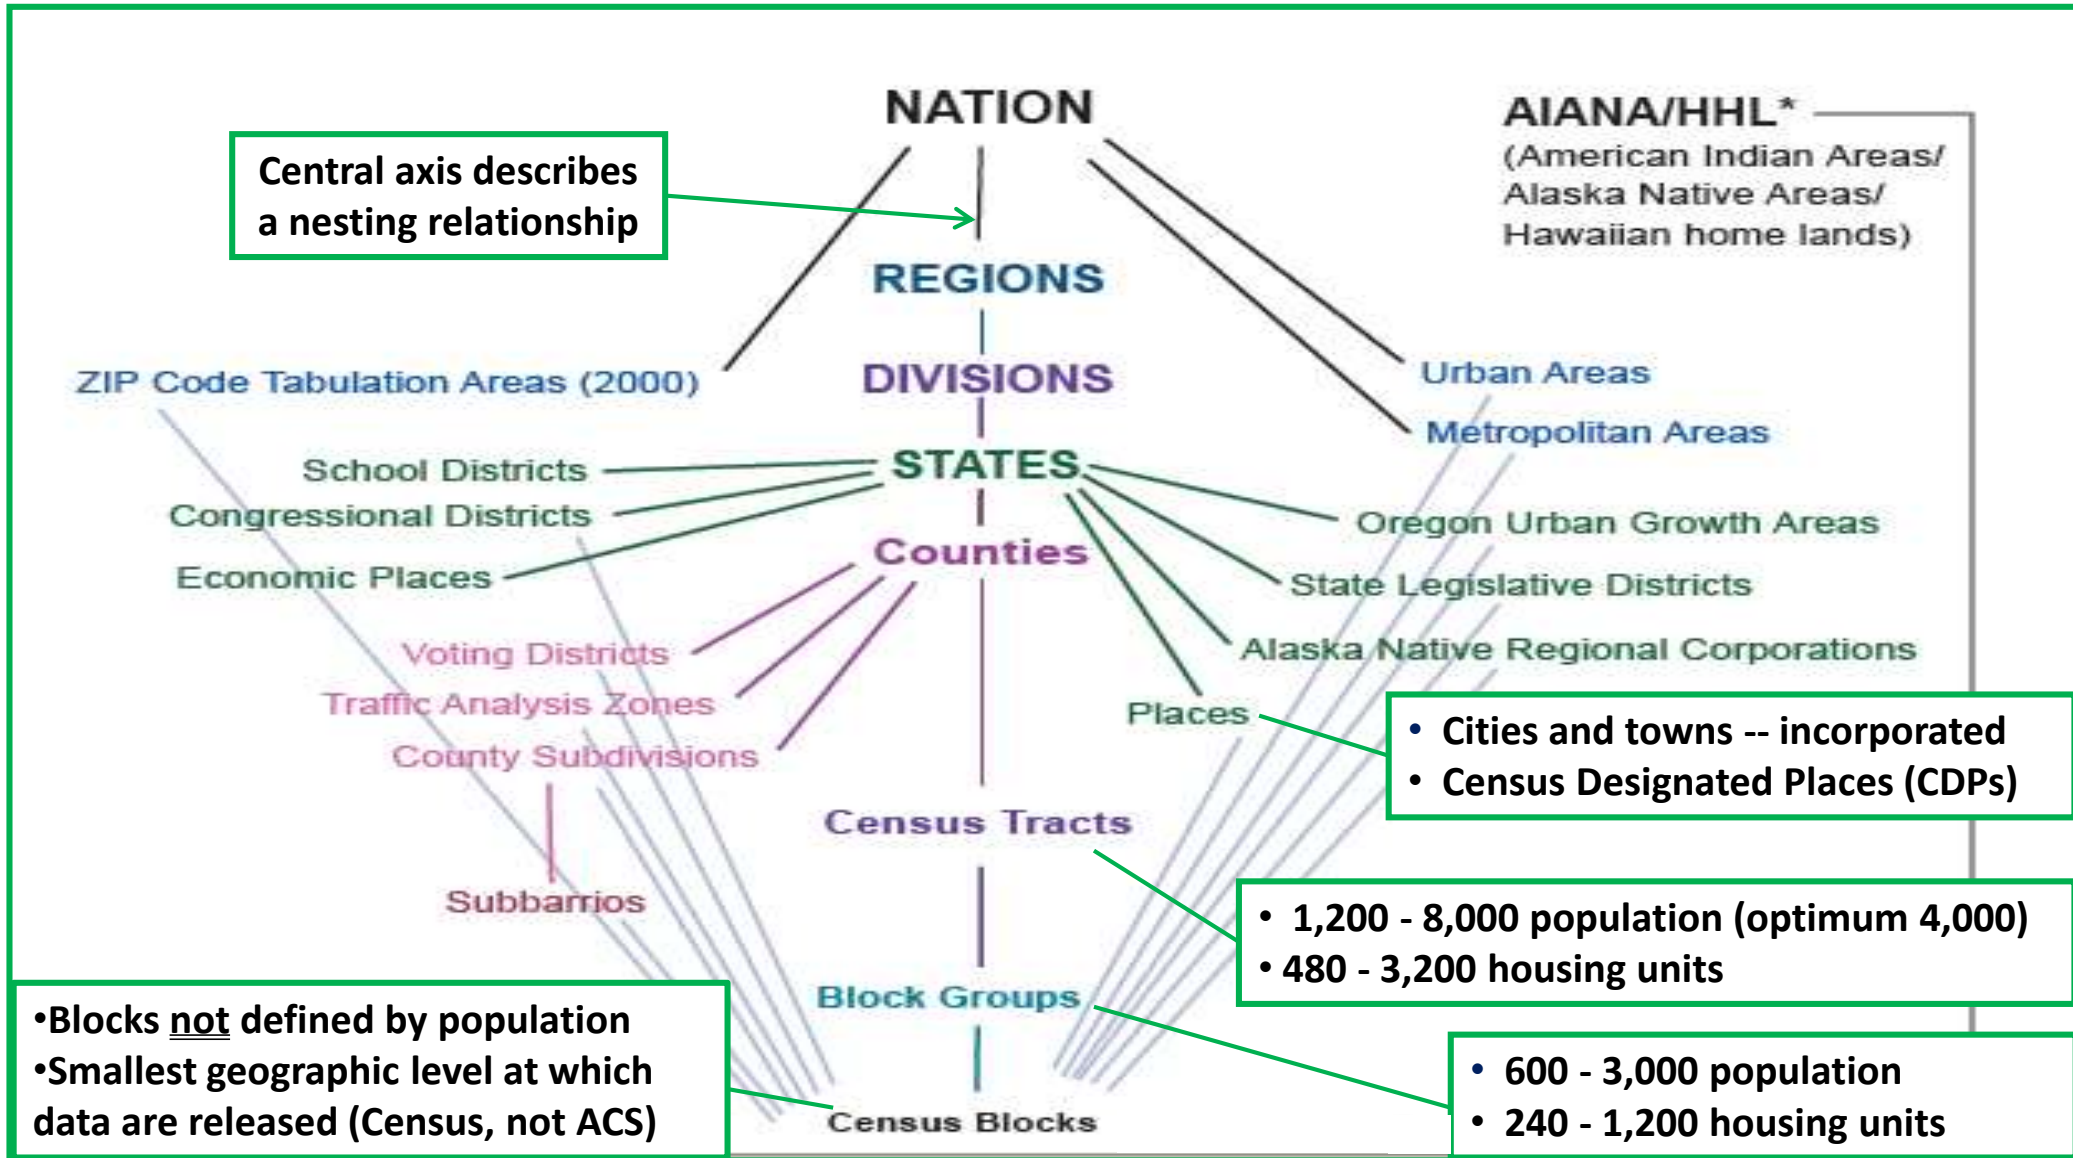 NATION
AIANA/HHL*
(American Indian Areas/
Alaska Native Areas/
Hawaiian home lands)
Central axis describes
a nesting relationship
REGIONS
ZIP Code Tabulation Areas (2000)
DIVISIONS
Urban Areas
Metropolitan Areas
School Districts
STATES
Congressional Districts
Oregon Urban Growth Areas
Economic Places
Counties
State Legislative Districts
Voting Districts
Alaska Native Regional Corporations
Traffic Analysis Zones
Places
County Subdivisions
• Cities and towns -- incorporated
• Census Designated Places (CDPs)
Census Tracts
Subbarrios
• 1,200 - 8,000 population (optimum 4,000)
• 480 - 3,200 housing units
Block Groups
•Blocks not defined by population
•Smallest geographic level at which
data are released (Census, not ACS)
• 600 - 3,000 population
• 240 - 1,200 housing units
Census Blocks